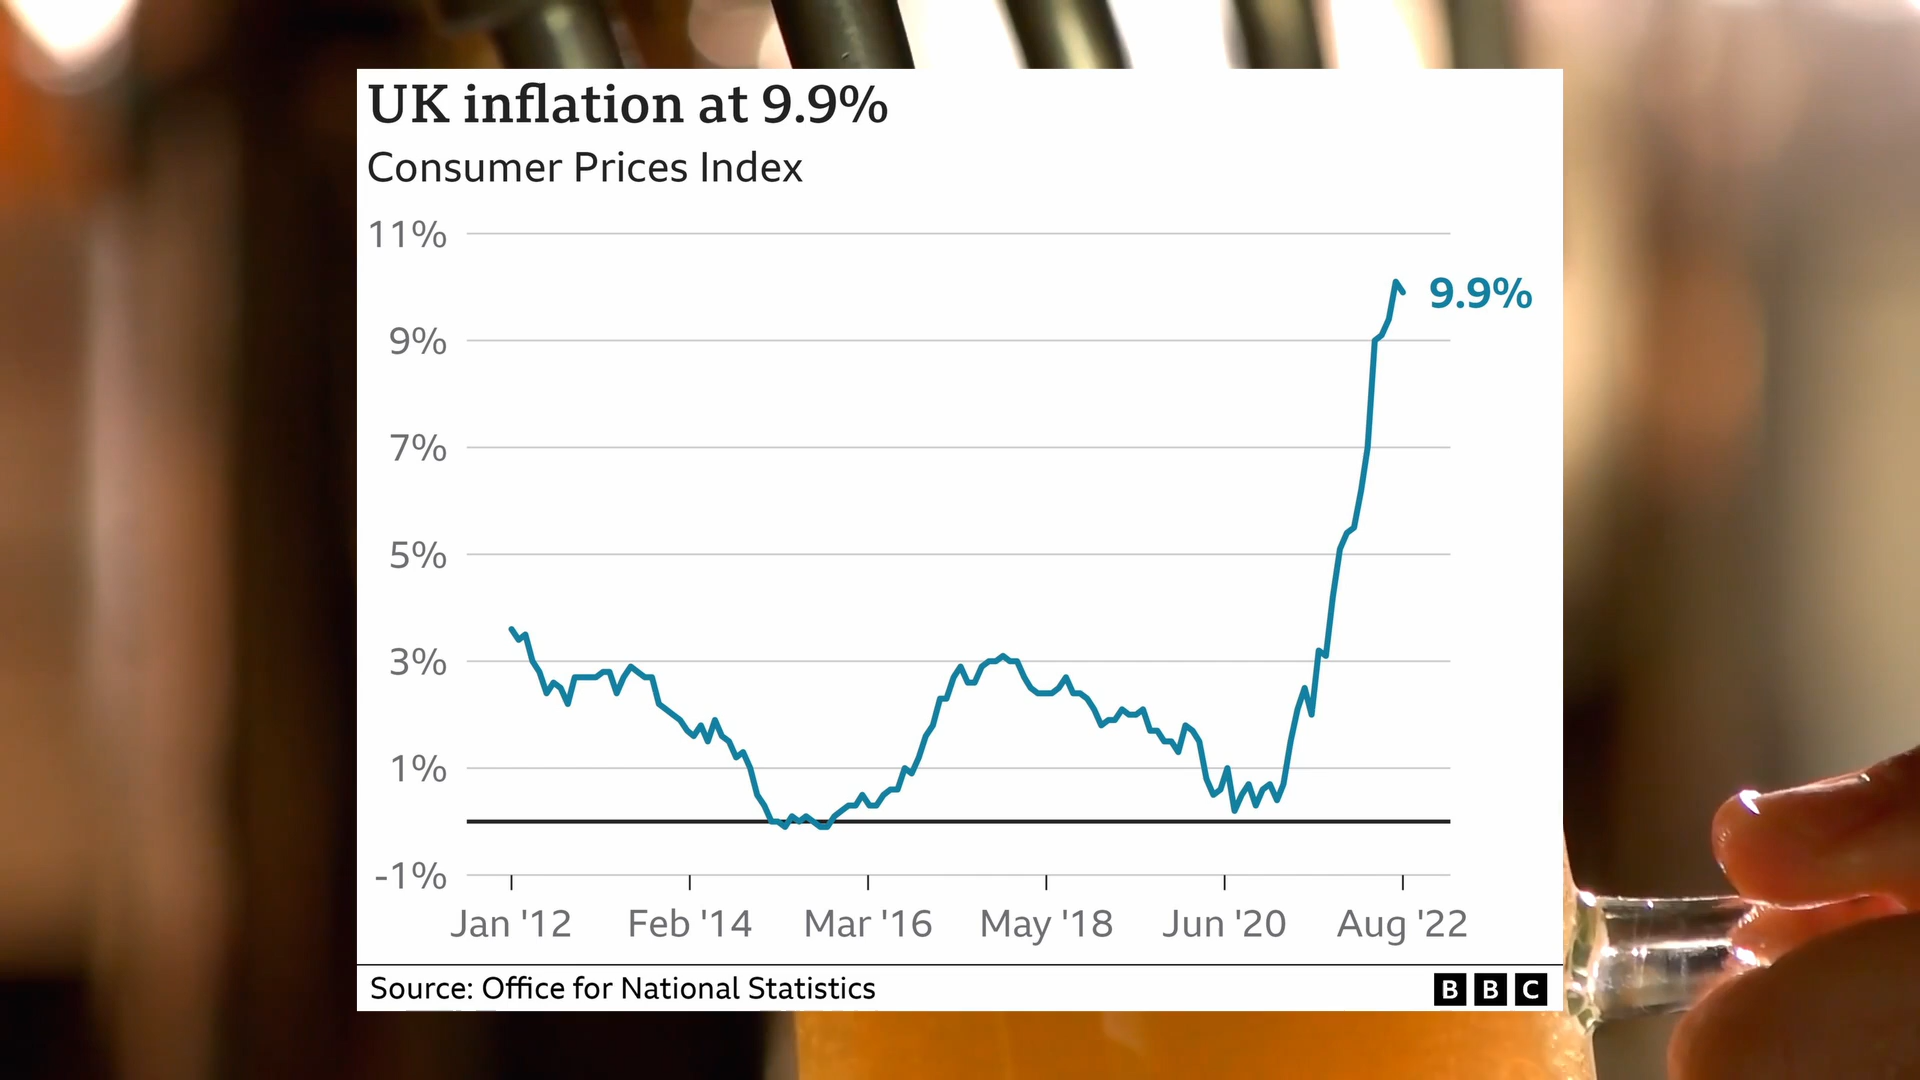 UK inflation at 9.9%
Consumer Prices Index
11%
9.9%
9%
7%
5%
3%
1%
-1%
Jan '12 Feb '14 Mar '16 May '18 Jun '20 Aug '22
Source: Office for National Statistics
BBC